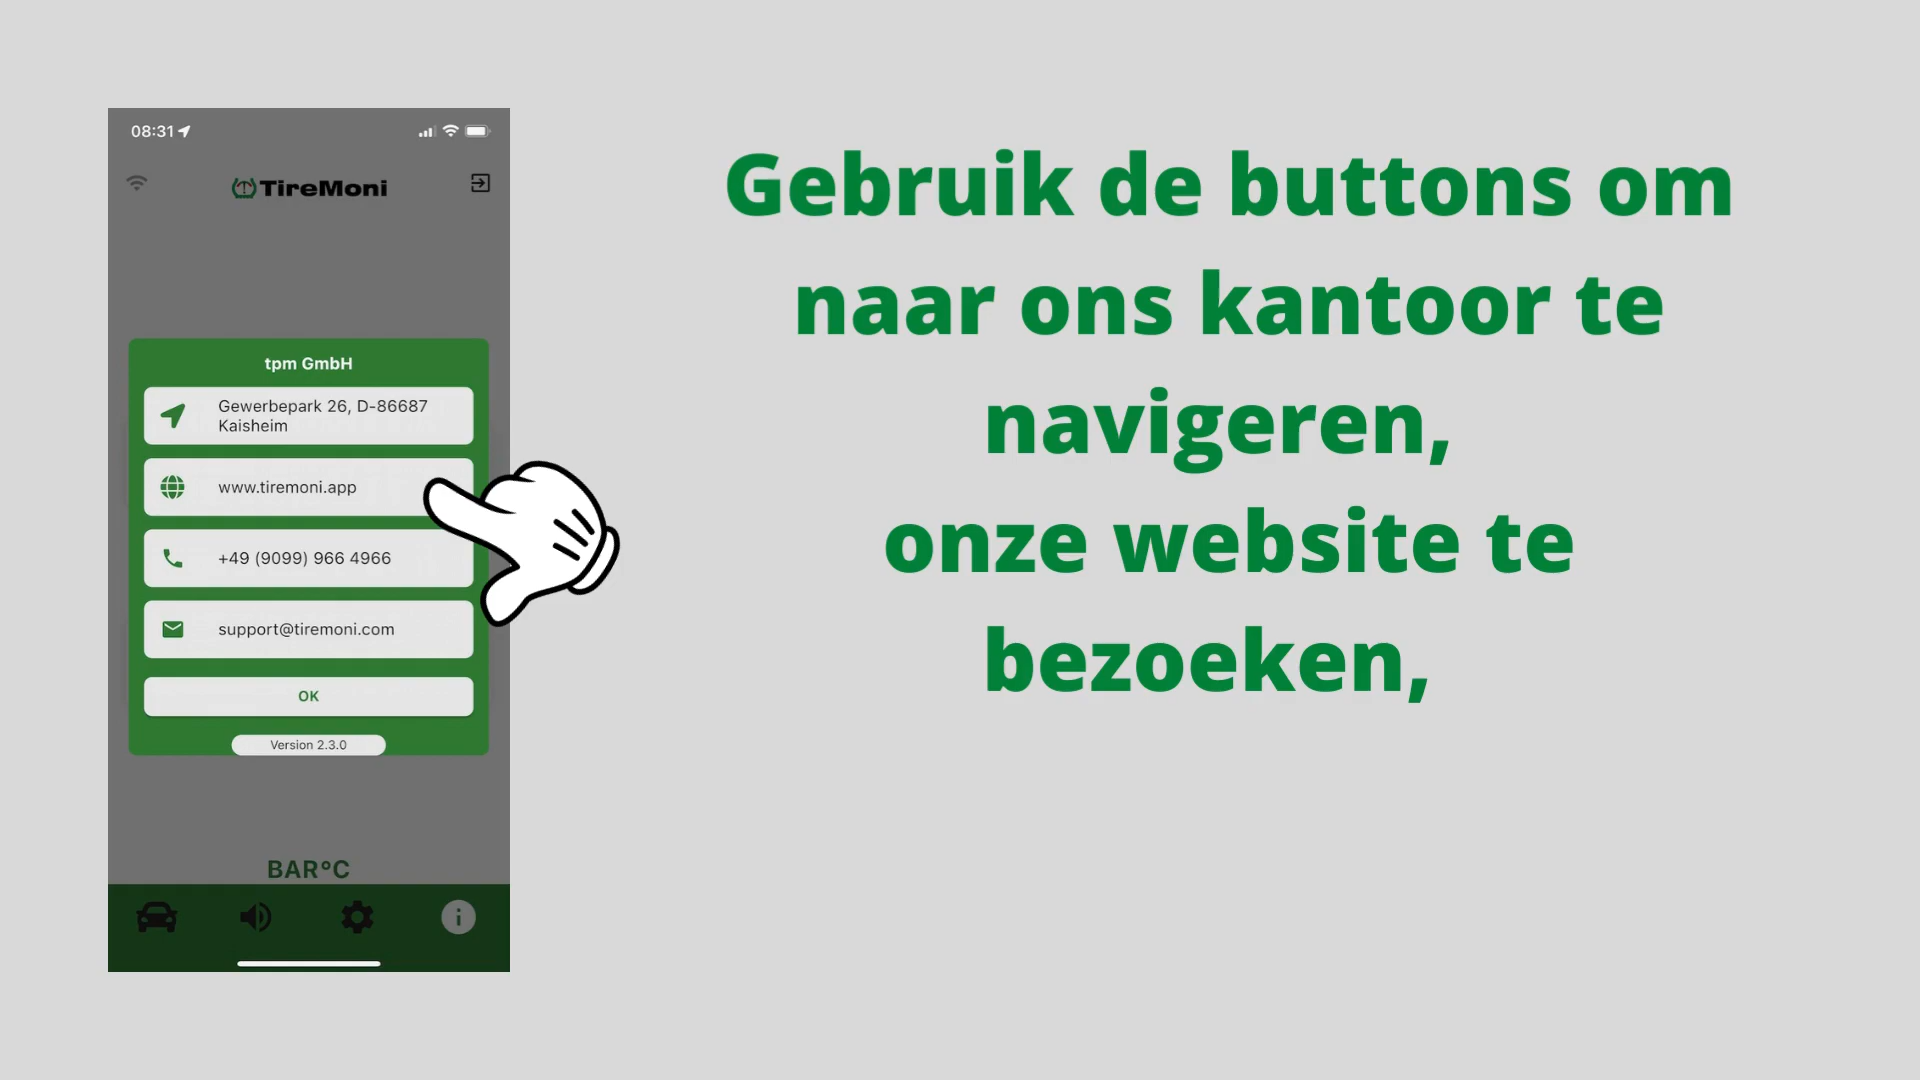 08:31
TireMoni
tpm GmbH
Gewerbepark 26, D-86687
Kaisheim
www.tiremoni.app
+49 (9099) 966 4966
support@tiremoni.com
OK
Version 2.3.0
BAR°C
Gebruik de buttons om
naar ons kantoor te
navigeren,
onze website te
bezoeken,